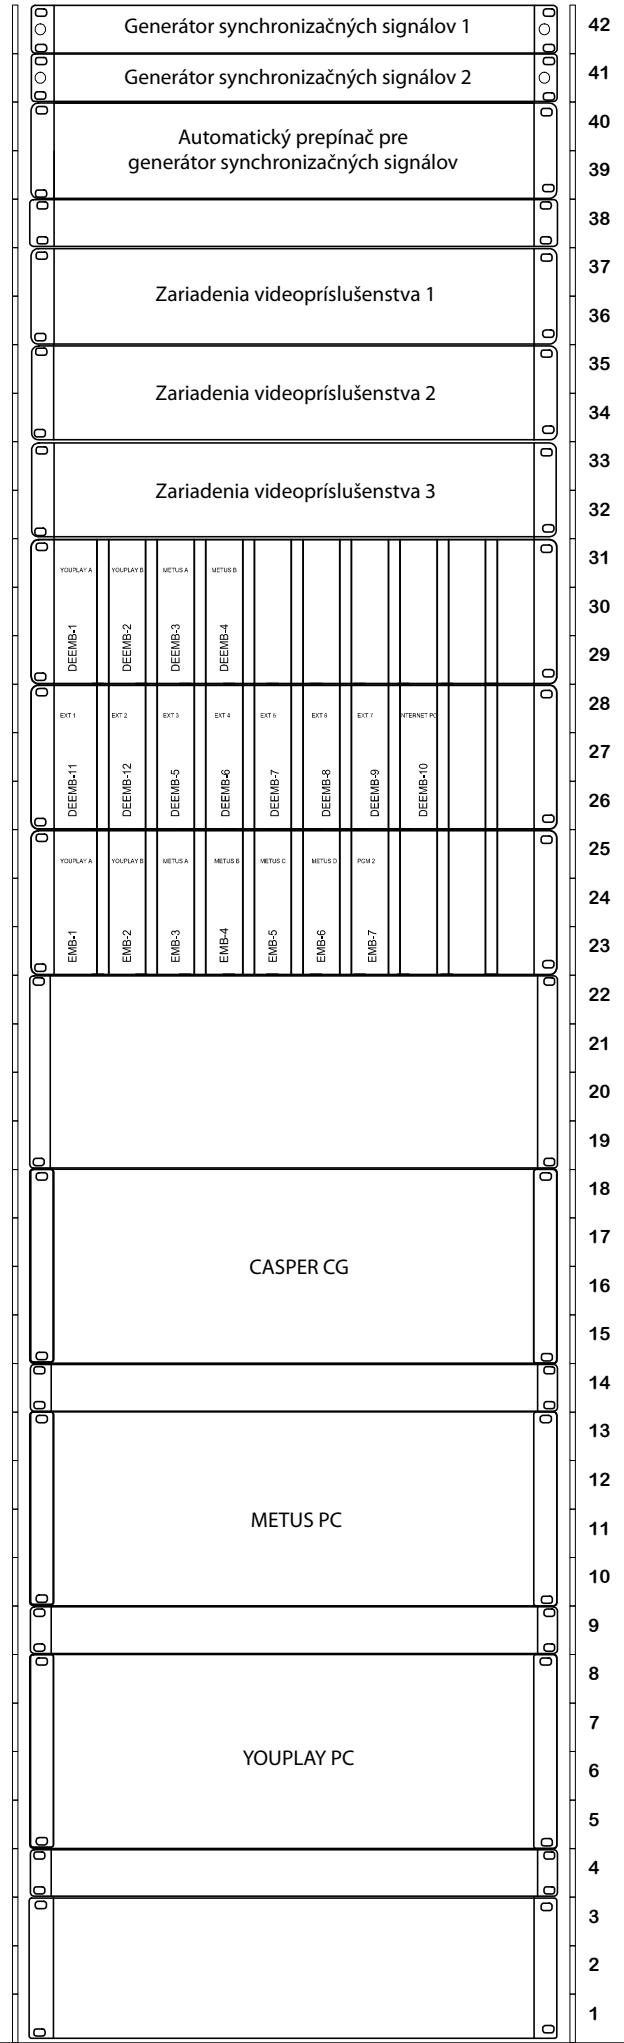 Generátor synchronizačných signálov 1
42
Generátor synchronizačných signálov 2
41
Automatický prepínač pre
generátor synchronizačných signálov
40
39
38
37
Zariadenia videopríslušenstva 1
36
35
Zariadenia videopríslušenstva 2
34
33
Zariadenia videopríslušenstva 3
32
31
YOUPLAY A
YOUPLAY B
METUS A
METUS B
30
DEEMB-1
DEEMB-2
DEEMB-3
DEEMB-4
29
28
EXT 1
EXT 2
EXT 3
EXT 4
EXT 5
EXT 6
EXT 7
NTERNET PC
27
DEEMB-11
DEEMB-12
DEEMB-5
DEEMB-6
DEEMB-7
DEEMB-8
DEEMB-9
DEEMB-10
26
25
YOUPLAY A
YOUPLAY B
METUS A
METUS B
METUS C
METUS D
PGM 2
24
EMB-1
EMB-2
EMB-3
EMB-4
EMB-5
EMB-6
EMB-7
23
22
21
20
19
18
17
CASPER CG
16
15
14
13
12
METUS PC
11
10
9
8
7
YOUPLAY PC
6
5
4
3
2
1